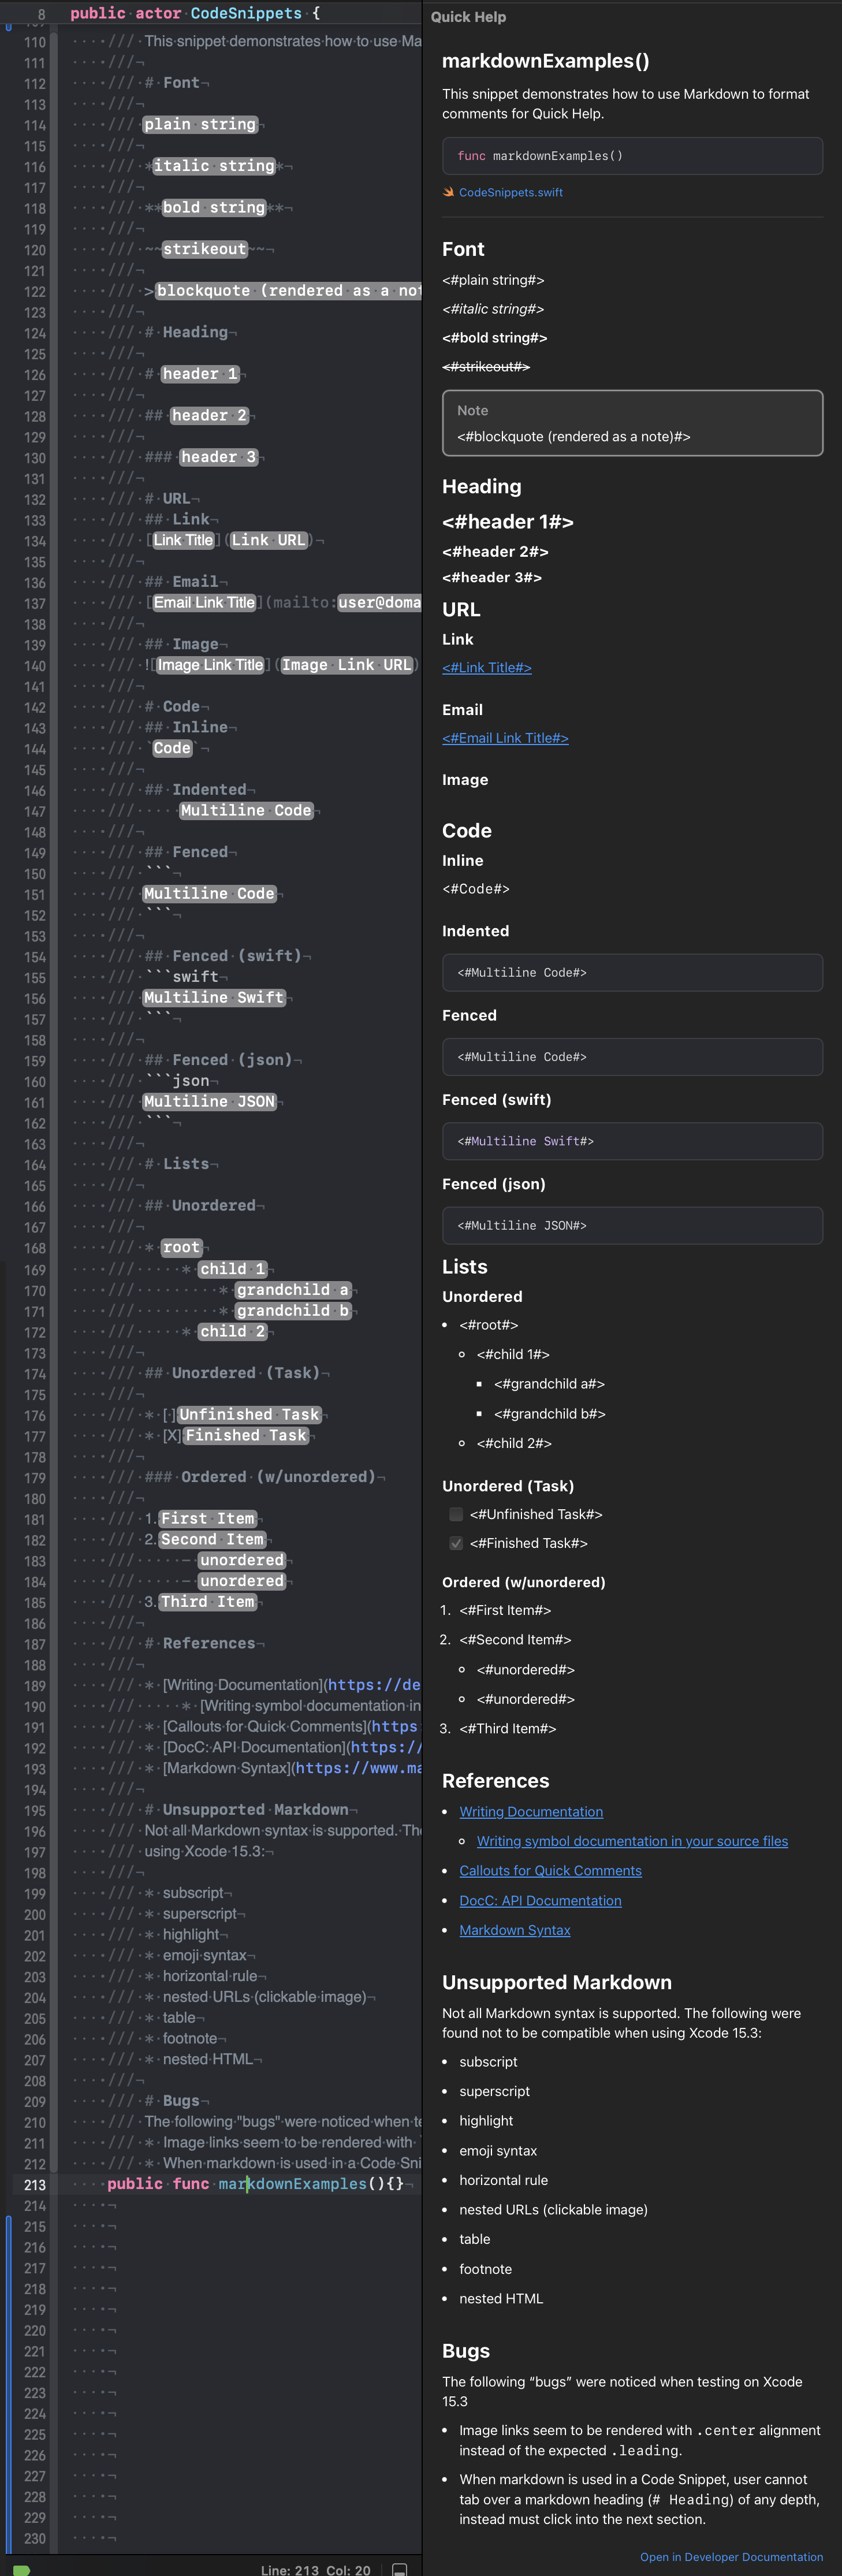 8 public actor CodeSnippets {
110 /// This snippet demonstrates how to use Ma
111 ///
112 /// # Font
113 ///
114 /// plain string
115 ///
116 /// *italic string*
117 ///
118 /// **bold string**
119 ///
120 /// ~~strikeout~~
121 ///
122 /// >blockquote (rendered as a not
123 ///
124 /// # Heading
125 ///
126 /// # header 1
127 ///
128 /// ## header 2
129 ///
130 /// ### header 3
131 ///
132 /// # URL
133 /// ## Link
134 /// [Link Title](Link URL)
135 ///
136 /// ## Email
137 /// [Email Link Title](mailto:user@doma
138 ///
139 /// ## Image
140 /// ![Image Link Title](Image Link URL)
141 ///
142 /// # Code
143 /// ## Inline
144 /// `Code`
145 ///
146 /// ## Indented
147 /// Multiline Code
148 ///
149 /// ## Fenced
150 /// ```
151 /// Multiline Code
152 /// ```
153 ///
154 /// ## Fenced (swift)
155 /// ```swift
156 /// Multiline Swift
157 /// ```
158 ///
159 /// ## Fenced (json)
160 /// ```json
161 /// Multiline JSON
162 /// ```
163 ///
164 /// # Lists
165 ///
166 /// ## Unordered
167 ///
168 /// * root
169 /// * child 1
170 /// * grandchild a
171 /// * grandchild b
172 /// * child 2
173 ///
174 /// ## Unordered (Task)
175 ///
176 /// * [ ]Unfinished Task
177 /// * [X]Finished Task
178 ///
179 /// ### Ordered (w/unordered)
180 ///
181 /// 1.First Item
182 /// 2.Second Item
183 /// - unordered
184 /// - unordered
185 /// 3.Third Item
186 ///
187 /// # References
188 ///
189 /// * [Writing Documentation](https://de
190 /// * [Writing symbol documentation in
191 /// * [Callouts for Quick Comments](https
192 /// * [DocC: API Documentation](https://
193 /// * [Markdown Syntax](https://www.ma
194 ///
195 /// # Unsupported Markdown
196 /// Not all Markdown syntax is supported. The
197 /// using Xcode 15.3:
198 ///
199 /// * subscript
200 /// * superscript
201 /// * highlight
202 /// * emoji syntax
203 /// * horizontal rule
204 /// * nested URLs (clickable image)
205 /// * table
206 /// * footnote
207 /// * nested HTML
208 ///
209 /// # Bugs
210 /// The following "bugs" were noticed when te
211 /// * Image links seem to be rendered with `
212 /// * When markdown is used in a Code Sni
213 public func markdownExamples(){}
214
215
216
217
218
219
220
221
222
223
224
225
226
227
228
229
230
Line: 213 Col: 20
Quick Help
markdownExamples()
This snippet demonstrates how to use Markdown to format
comments for Quick Help.
func markdownExamples()
CodeSnippets.swift
Font
<#plain string#>
<#italic string#>
<#bold string#>
<#strikeout#>
Note
<#blockquote (rendered as a note)#>
Heading
<#header 1#>
<#header 2#>
<#header 3#>
URL
Link
<#Link Title#>
Email
<#Email Link Title#>
Image
Code
Inline
<#Code#>
Indented
<#Multiline Code#>
Fenced
<#Multiline Code#>
Fenced (swift)
<#Multiline Swift#>
Fenced (json)
<#Multiline JSON#>
Lists
Unordered
• <#root#>
◦ <#child 1#>
▪ <#grandchild a#>
▪ <#grandchild b#>
◦ <#child 2#>
Unordered (Task)
<#Unfinished Task#>
<#Finished Task#>
Ordered (w/unordered)
1. <#First Item#>
2. <#Second Item#>
◦ <#unordered#>
◦ <#unordered#>
3. <#Third Item#>
References
• Writing Documentation
◦ Writing symbol documentation in your source files
• Callouts for Quick Comments
• DocC: API Documentation
• Markdown Syntax
Unsupported Markdown
Not all Markdown syntax is supported. The following were
found not to be compatible when using Xcode 15.3:
• subscript
• superscript
• highlight
• emoji syntax
• horizontal rule
• nested URLs (clickable image)
• table
• footnote
• nested HTML
Bugs
The following “bugs” were noticed when testing on Xcode
15.3
• Image links seem to be rendered with .center alignment
instead of the expected .leading.
• When markdown is used in a Code Snippet, user cannot
tab over a markdown heading (# Heading) of any depth,
instead must click into the next section.
Open in Developer Documentation